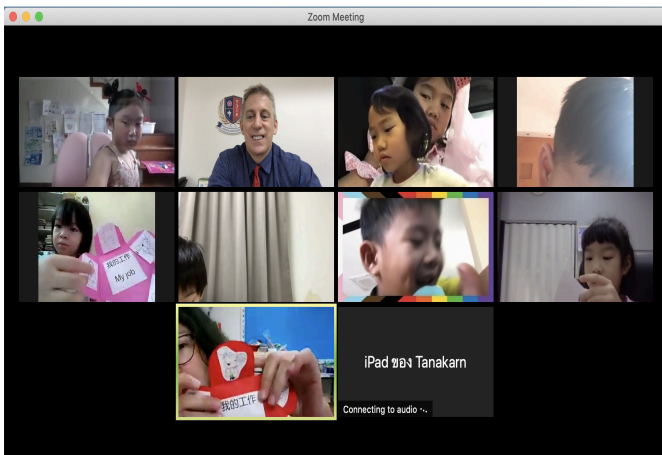 Zoom Meeting
我的工作
My job
我的工作
iPad ของ Tanakarn
Connecting to audio